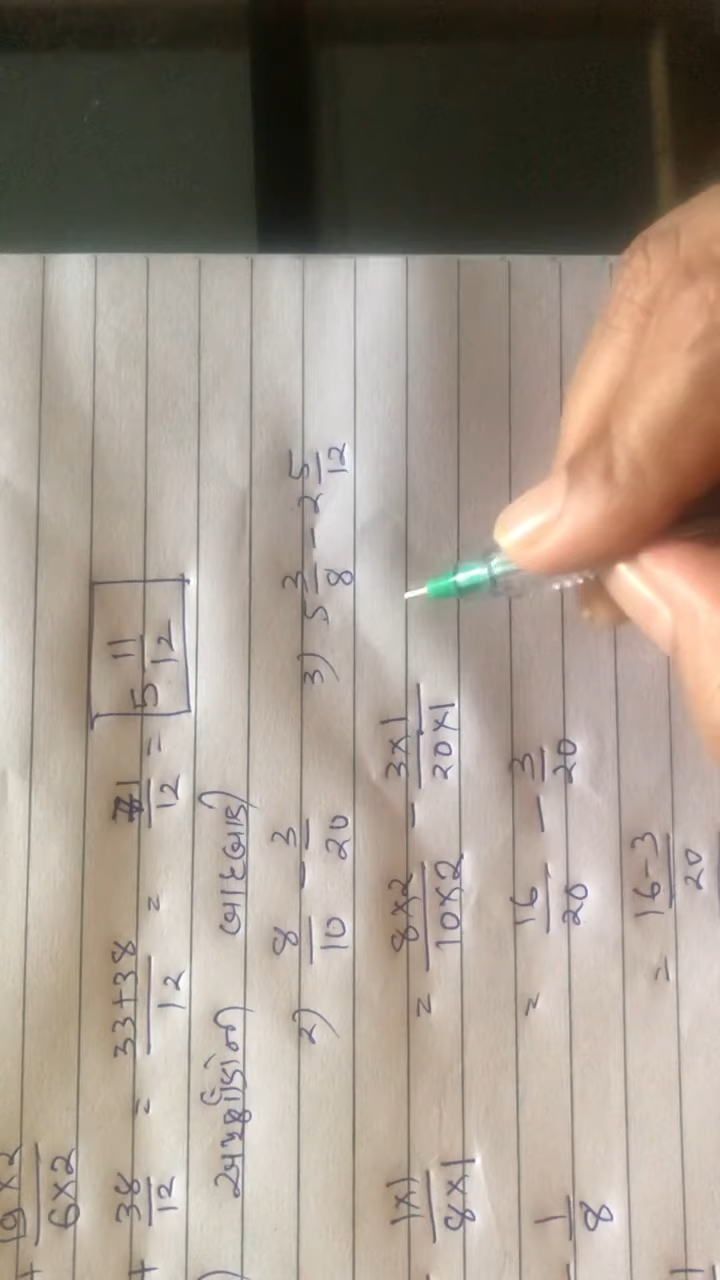 19×2
6×2
38/12 = 33+38/12 = 71/12 = 5 11/12
અપૂર્ણાંકોની બાદબાકી
2) 8/10 - 3/20
= 8×2/10×2 - 3×1/20×1
= 16/20 - 3/20
= 16-3/20
3) 5 3/8 - 2 5/12
1×1/8×1
- 1/8